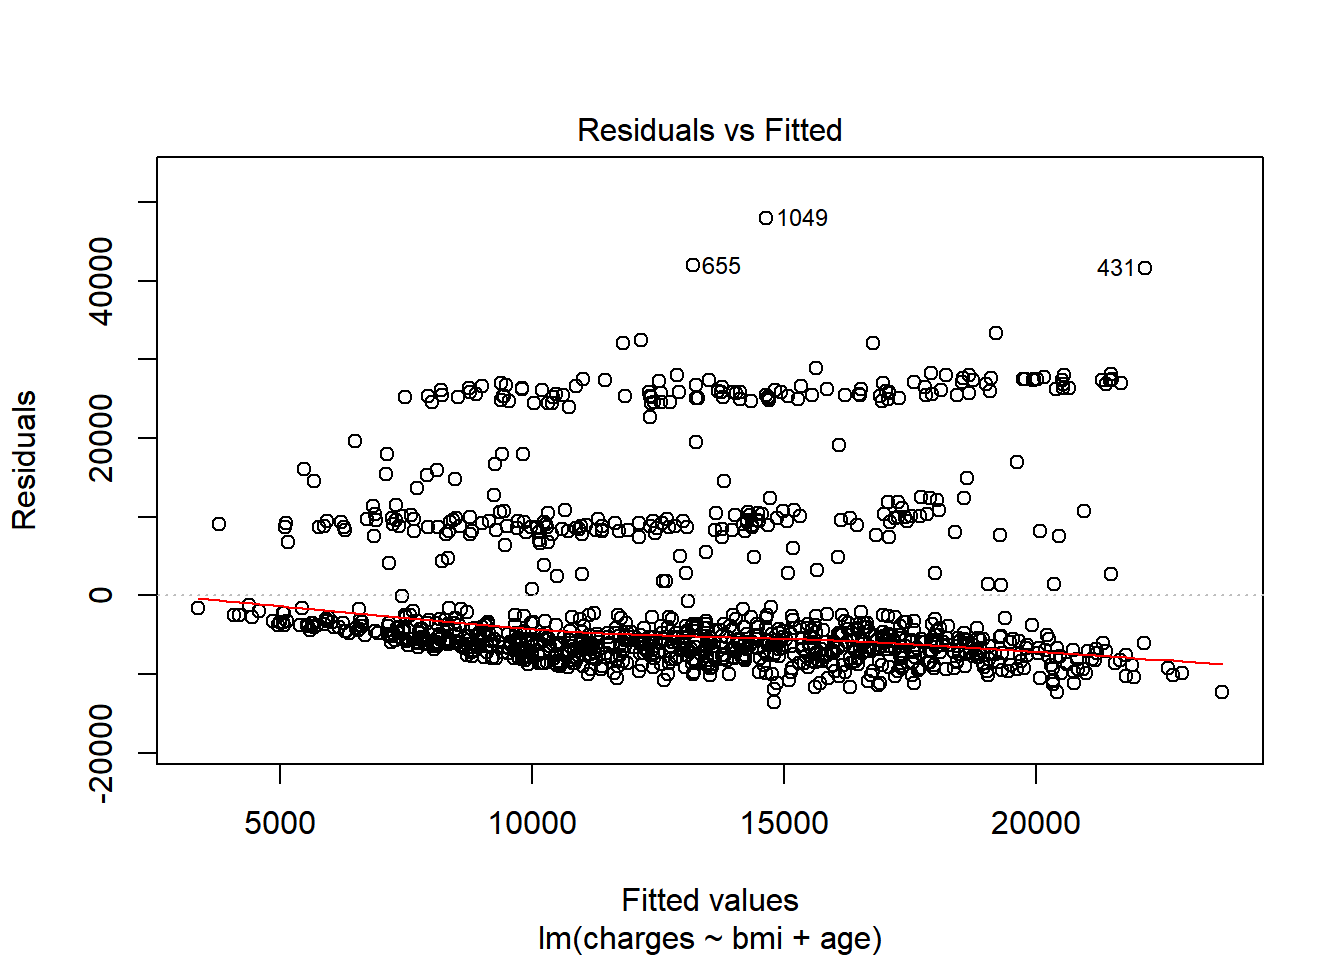 Residuals vs Fitted
Residuals
40000
20000
0
-20000
1049
655
431
5000 10000 15000 20000
Fitted values
lm(charges ~ bmi + age)